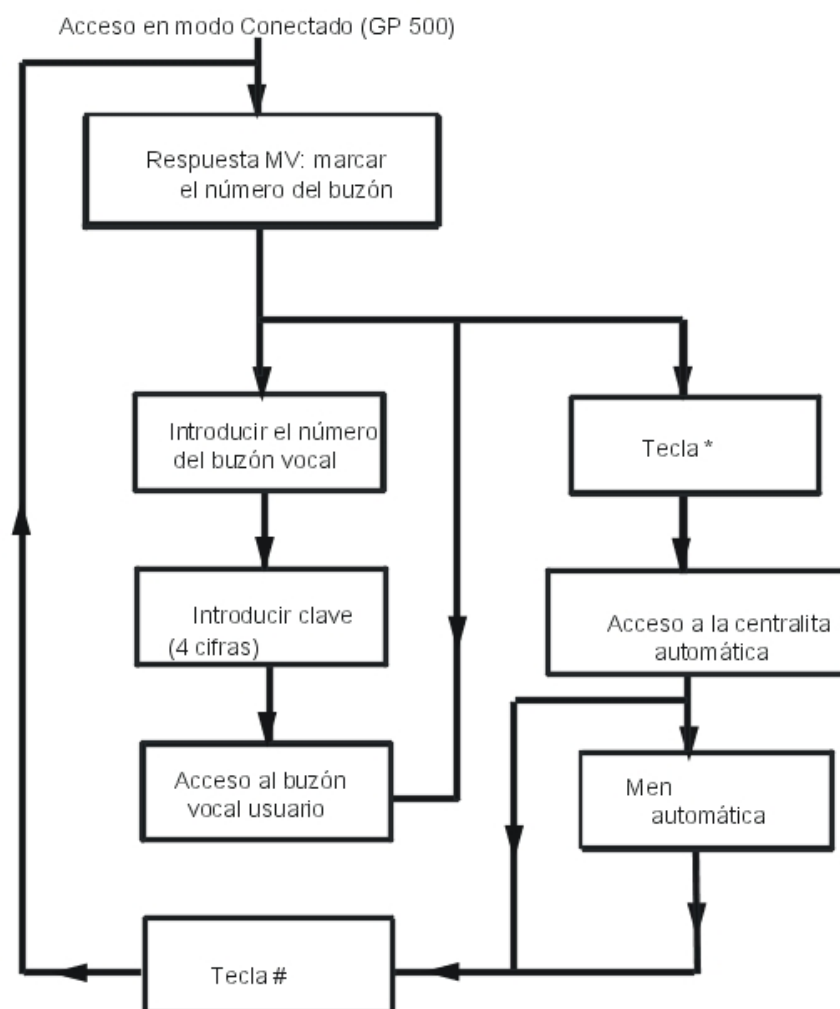 Acceso en modo Conectado (GP 500)
Respuesta MV: marcar
el número del buzón
Introducir el número
del buzón vocal
Tecla *
Introducir clave
(4 cifras)
Acceso a la centralita
automática
Acceso al buzón
vocal usuario
Men
automática
Tecla #